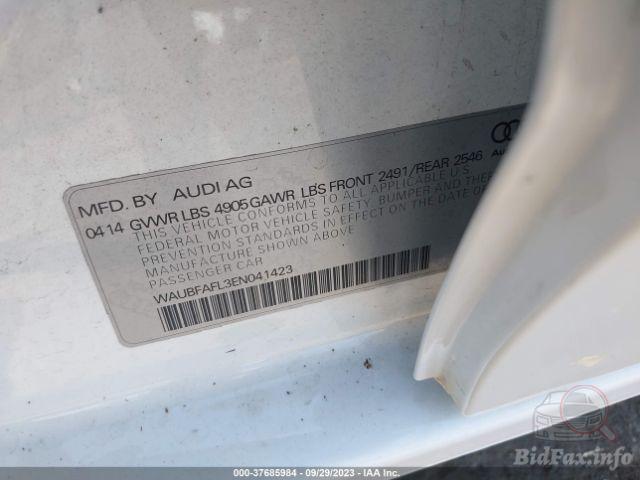 MFD. BY AUDI AG
0414 GVWR LBS 4905 GAWR LBS FRONT 2491/REAR 2546
THIS VEHICLE CONFORMS TO ALL APPLICABLE U.S.
FEDERAL MOTOR VEHICLE SAFETY, BUMPER AND THEFT
PREVENTION STANDARDS IN EFFECT ON THE
MANUFACTURE SHOWN ABOVE
PASSENGER CAR
WAUBFAFL3EN041423
000-37685984 / 09/29/2023 - IAA Inc.
BidFax.info